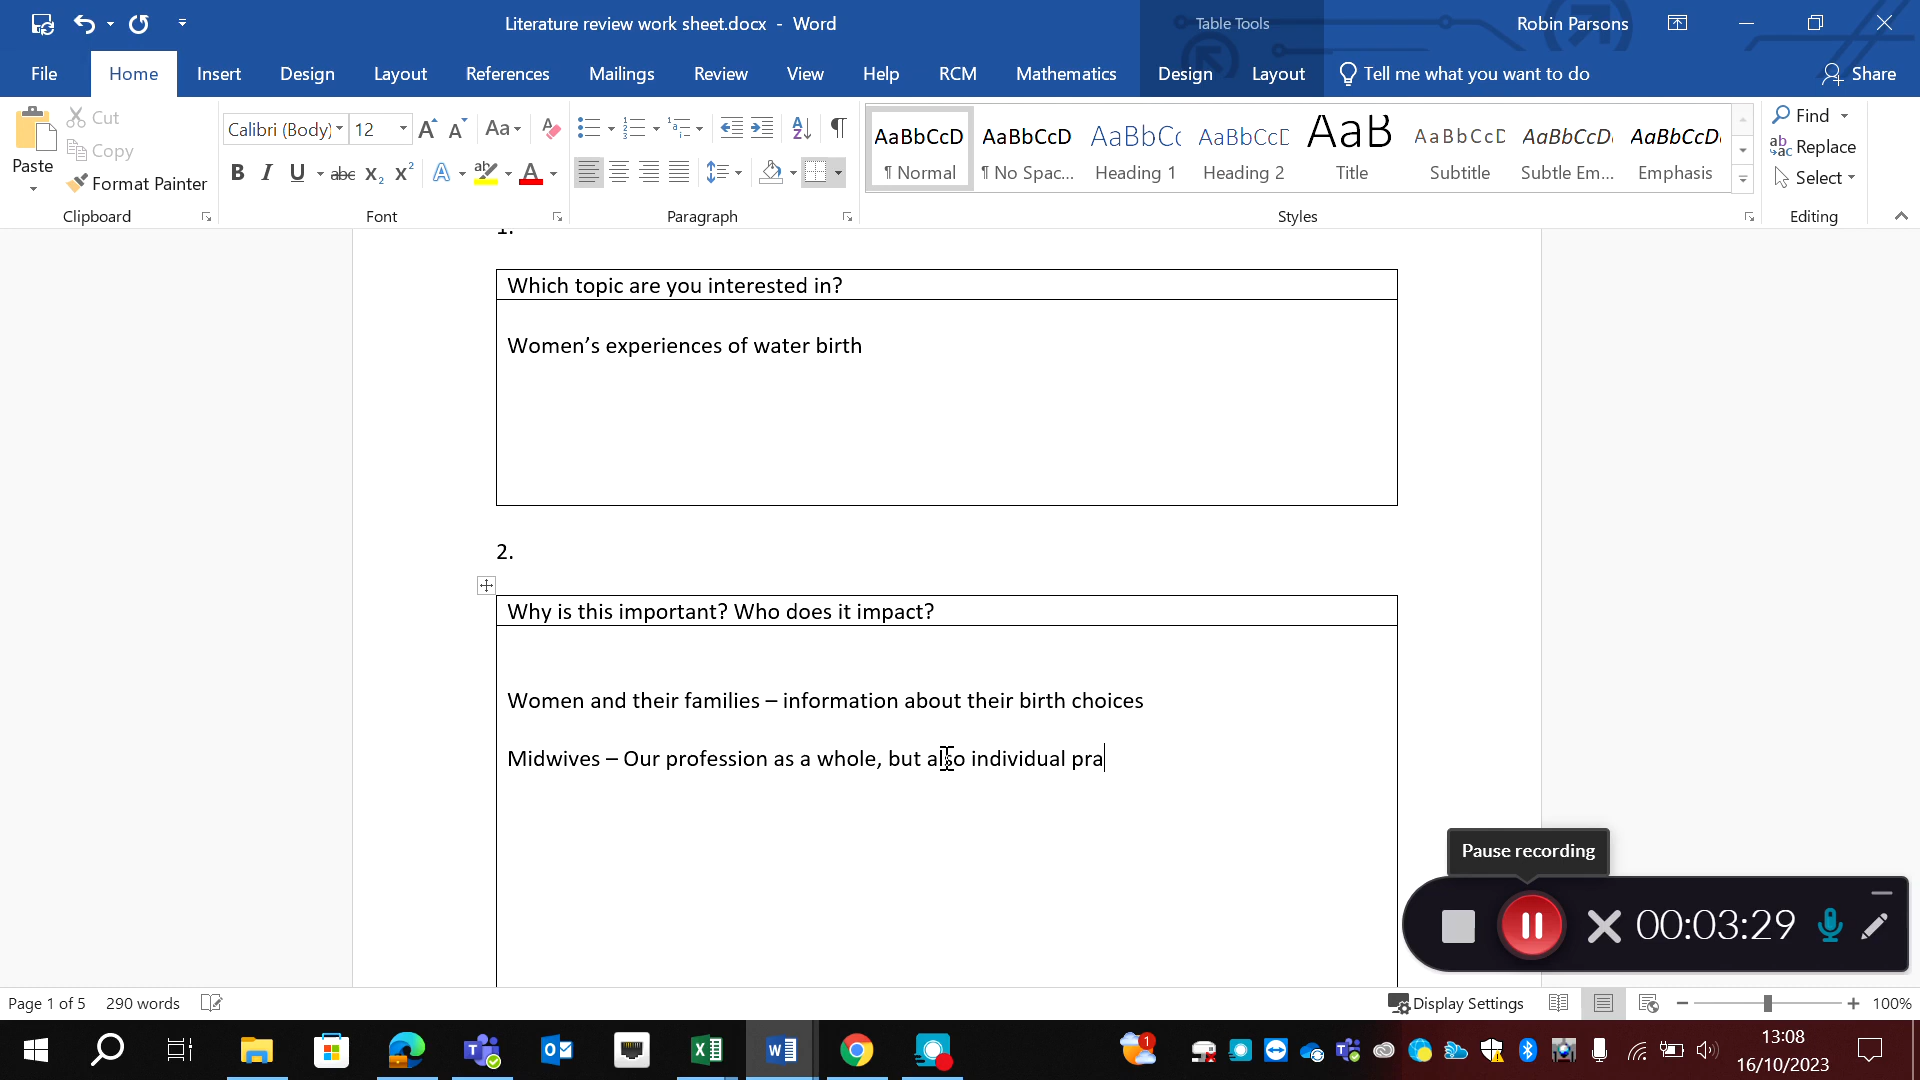 Literature review work sheet.docx - Word
Table Tools
Robin Parsons
File Home Insert Design Layout References Mailings Review View Help RCM Mathematics Design Layout Tell me what you want to do Share
Paste
Cut
Copy
Format Painter
Clipboard
Calibri (Body) 12
Font
Paragraph
AaBbCcD AaBbCcD AaBbCc AaBbCcD AaB AaBbCcD AaBbCcD AaBbCcD
¶ Normal ¶ No Spac... Heading 1 Heading 2 Title Subtitle Subtle Em... Emphasis
Styles
Find
Replace
Select
Editing
1.
Which topic are you interested in?
Women’s experiences of water birth
2.
Why is this important? Who does it impact?
Women and their families – information about their birth choices
Midwives – Our profession as a whole, but also individual pra
Pause recording
00:03:29
Page 1 of 5 290 words
Display Settings
100%
1
13:08
16/10/2023